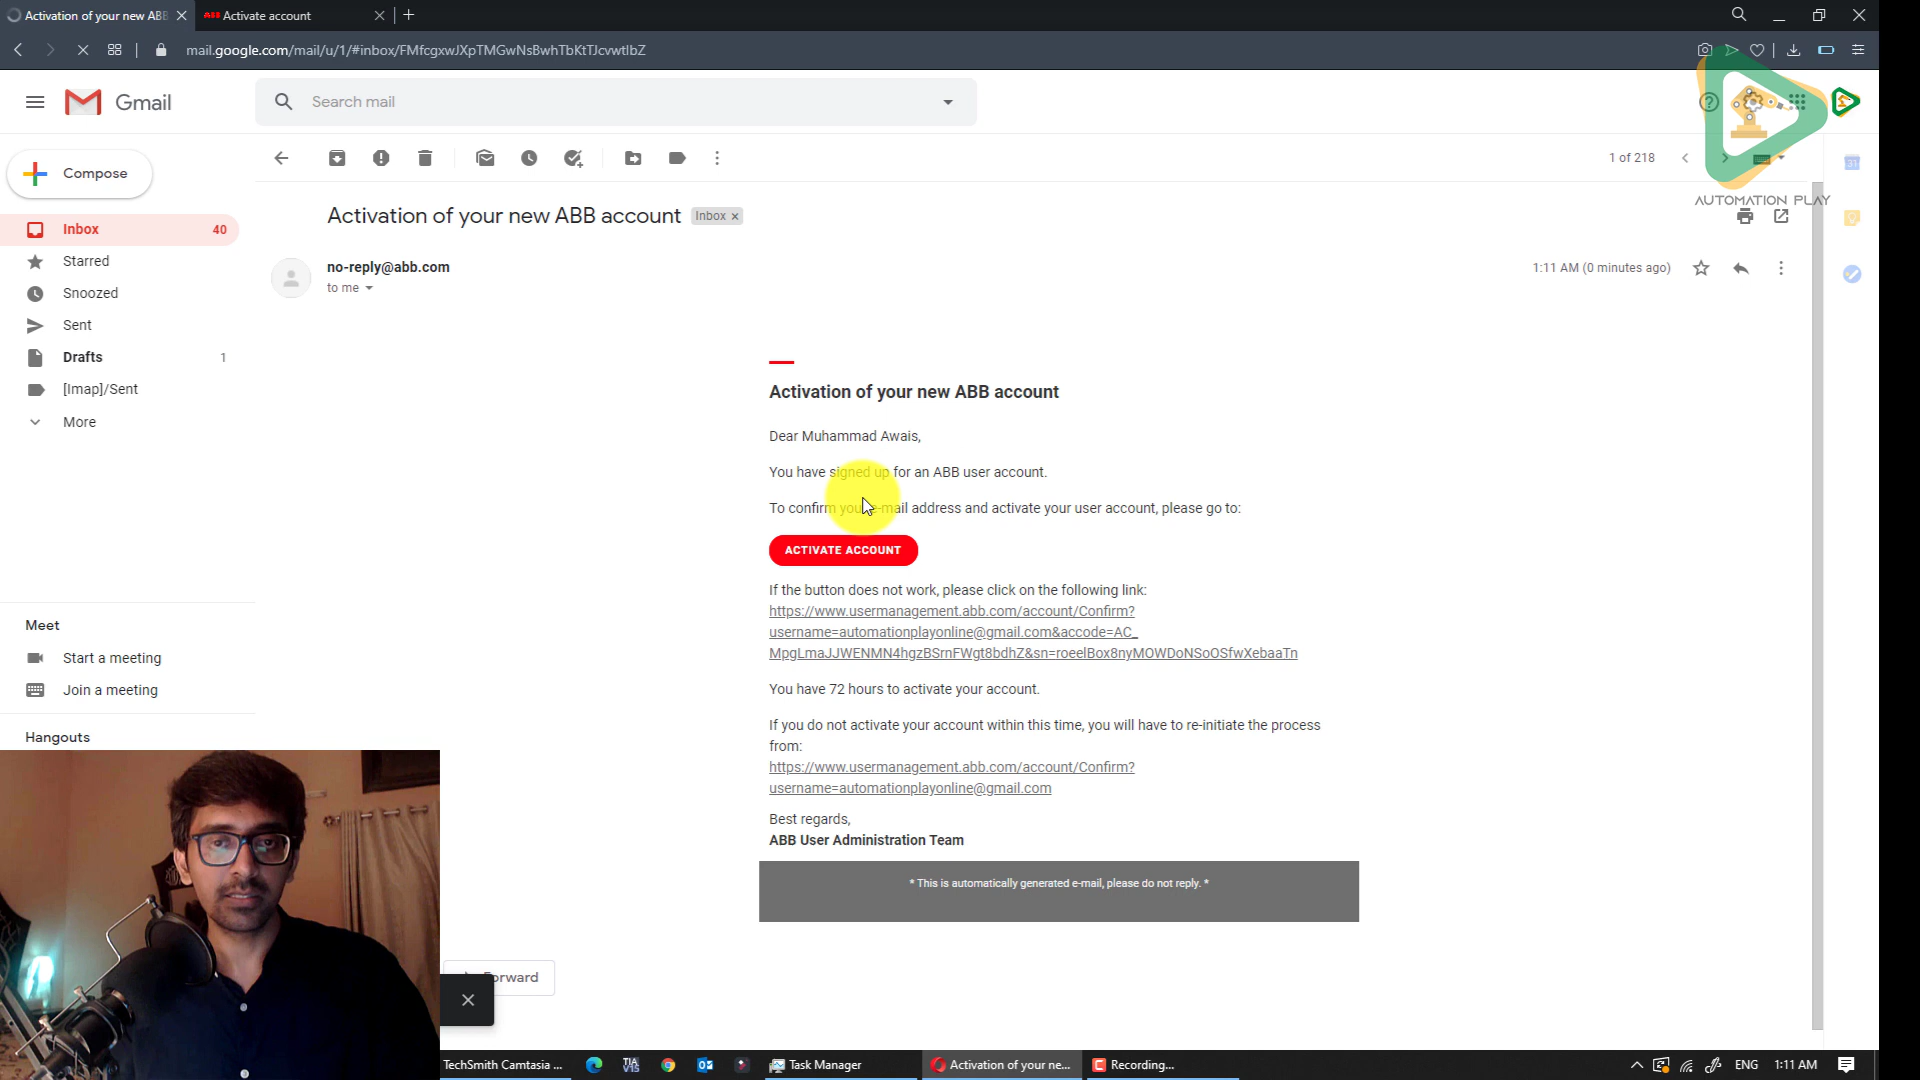 Activation of your new ABB
ABB Activate account
mail.google.com/mail/u/1/#inbox/FMfcgxwJXpTMGwNsBwhTbKtTJcvwtlbZ
Gmail
Search mail
Compose
1 of 218
AUTOMATION PLAY
Activation of your new ABB account
Inbox ×
Inbox 40
Starred
Snoozed
Sent
Drafts 1
[Imap]/Sent
More
no-reply@abb.com
to me
1:11 AM (0 minutes ago)
Activation of your new ABB account
Dear Muhammad Awais,
You have signed up for an ABB user account.
To confirm your e-mail address and activate your user account, please go to:
ACTIVATE ACCOUNT
If the button does not work, please click on the following link:
https://www.usermanagement.abb.com/account/Confirm?
username=automationplayonline@gmail.com&accode=AC_
MpgLmaJJWENMN4hgzBSrnFWgt8bdhZ&sn=roeelBox8nyMOWDoNSoOSfwXebaaTn
You have 72 hours to activate your account.
If you do not activate your account within this time, you will have to re-initiate the process
from:
https://www.usermanagement.abb.com/account/Confirm?
username=automationplayonline@gmail.com
Best regards,
ABB User Administration Team
* This is automatically generated e-mail, please do not reply. *
Meet
Start a meeting
Join a meeting
Hangouts
Forward
TechSmith Camtasia ...
TIA V15
Task Manager
Activation of your ne...
Recording...
ENG
1:11 AM